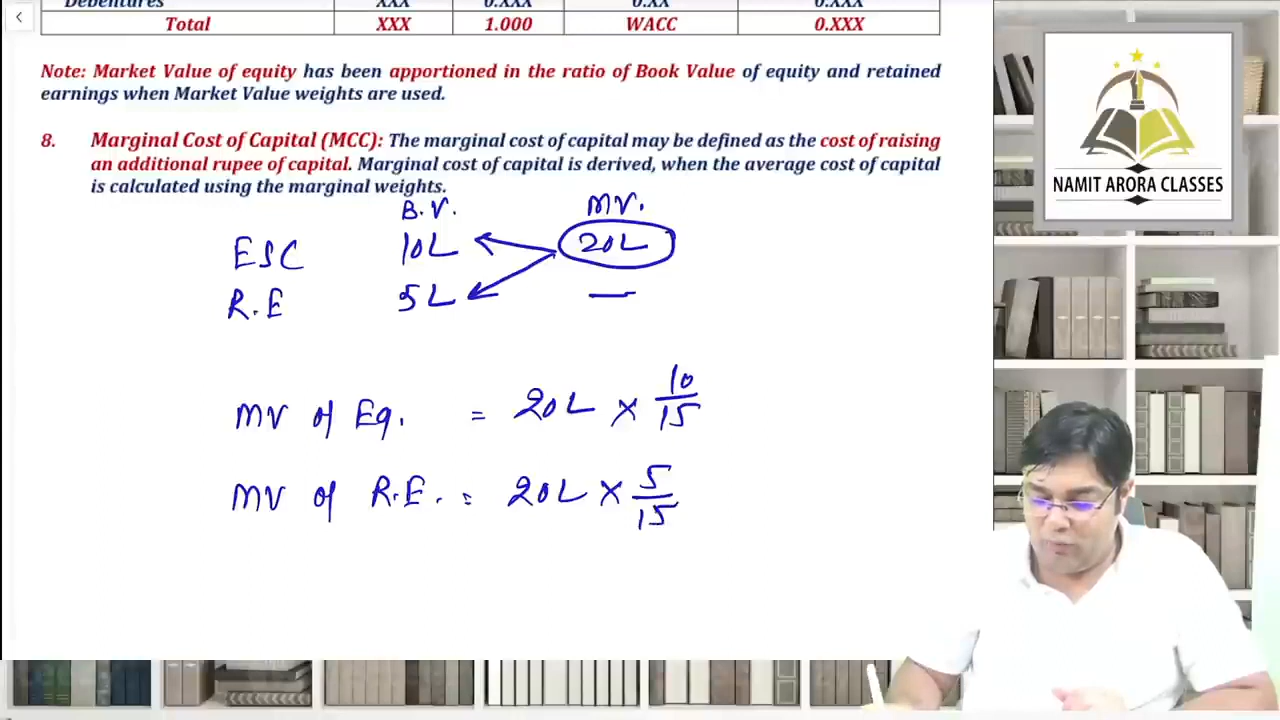 Debentures XXX 0.XXX 0.XX 0.XXX
Total XXX 1.000 WACC 0.XXX
Note: Market Value of equity has been apportioned in the ratio of Book Value of equity and retained
earnings when Market Value weights are used.
8. Marginal Cost of Capital (MCC): The marginal cost of capital may be defined as the cost of raising
an additional rupee of capital. Marginal cost of capital is derived, when the average cost of capital
is calculated using the marginal weights.
B.V. MV.
ESC 10L 20L
R.E 5L —
MV of Eq. = 20L × 10/15
MV of R.E. = 20L × 5/15
NAMIT ARORA CLASSES